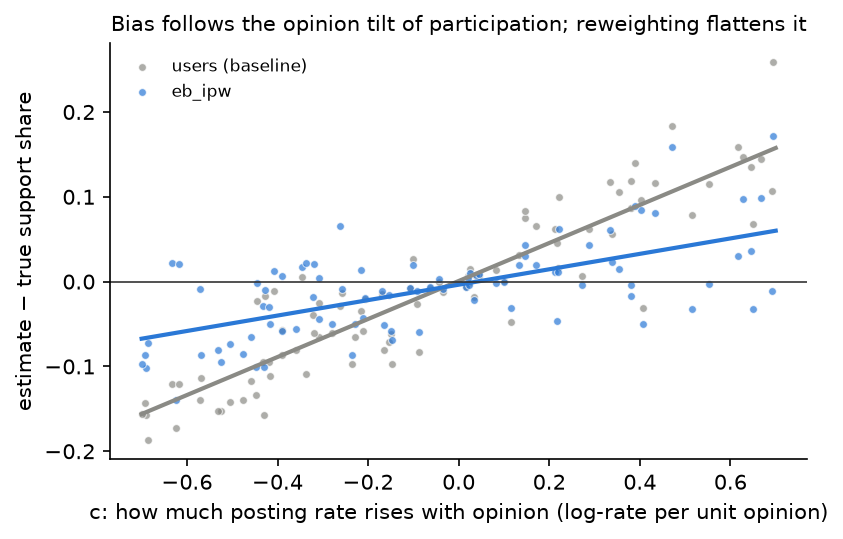 Bias follows the opinion tilt of participation; reweighting flattens it
users (baseline)
eb_ipw
estimate − true support share
0.2
0.1
0.0
−0.1
−0.2
−0.6 −0.4 −0.2 0.0 0.2 0.4 0.6
c: how much posting rate rises with opinion (log-rate per unit opinion)